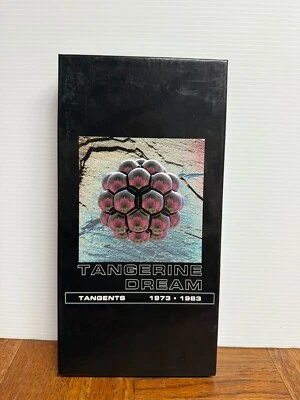 TANGERINE
DREAM
TANGENTS 1973 • 1983